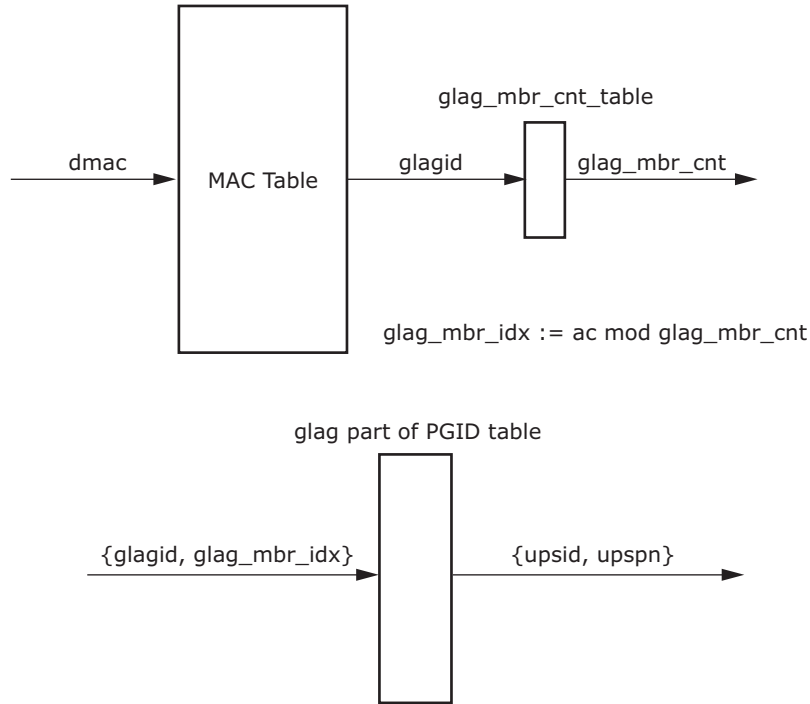 glag_mbr_cnt_table
dmac
MAC Table
glagid
glag_mbr_cnt
glag_mbr_idx := ac mod glag_mbr_cnt
glag part of PGID table
{glagid, glag_mbr_idx}
{upsid, upspn}